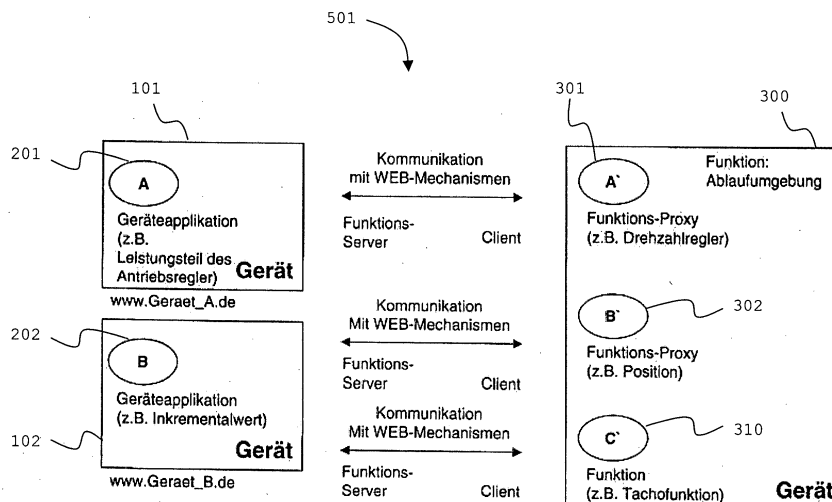 501
101
201
A
Geräteapplikation
(z.B.
Leistungsteil des
Antriebsregler)
Gerät
www.Geraet_A.de
202
B
Geräteapplikation
(z.B. Inkrementalwert)
Gerät
102
www.Geraet_B.de
Kommunikation
mit WEB-Mechanismen
Funktions-
Server
Client
Kommunikation
Mit WEB-Mechanismen
Funktions-
Server
Client
Kommunikation
Mit WEB-Mechanismen
Funktions-
Server
Client
301
300
A`
Funktion:
Ablaufumgebung
Funktions-Proxy
(z.B. Drehzahlregler)
B`
302
Funktions-Proxy
(z.B. Position)
C`
310
Funktion
(z.B. Tachofunktion)
Gerät